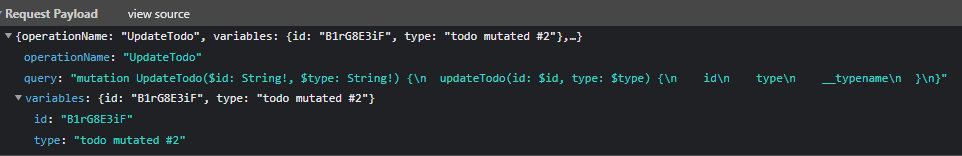 ▼ Request Payload view source
▼ {operationName: "UpdateTodo", variables: {id: "B1rG8E3iF", type: "todo mutated #2"},…}
operationName: "UpdateTodo"
query: "mutation UpdateTodo($id: String!, $type: String!) {\n  updateTodo(id: $id, type: $type) {\n    id\n    type\n    __typename\n  }\n}"
▼ variables: {id: "B1rG8E3iF", type: "todo mutated #2"}
id: "B1rG8E3iF"
type: "todo mutated #2"